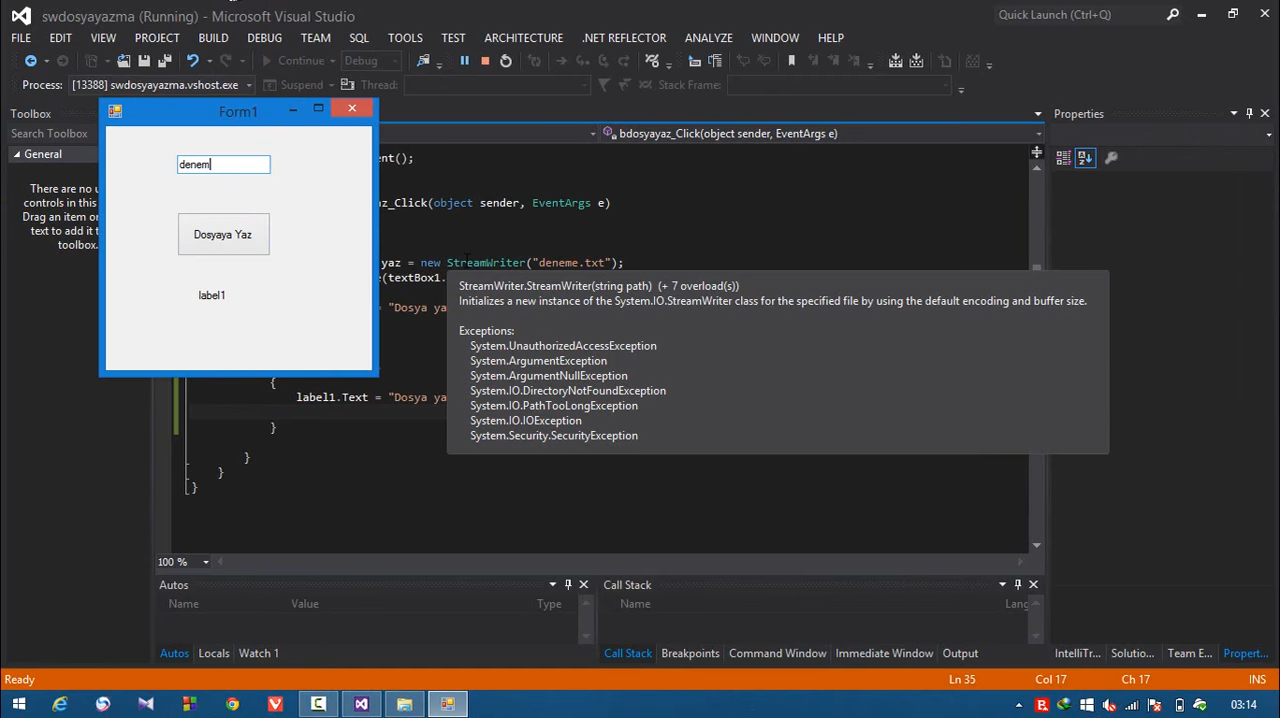 swdosyayazma (Running) - Microsoft Visual Studio
Quick Launch (Ctrl+Q)
FILE EDIT VIEW PROJECT BUILD DEBUG TEAM SQL TOOLS TEST ARCHITECTURE .NET REFLECTOR ANALYZE WINDOW HELP
Continue Debug
Process: [13388] swdosyayazma.vshost.exe Suspend Thread: Stack Frame:
Toolbox
Form1
Properties
Search Toolbox
bdosyayaz_Click(object sender, EventArgs e)
General
There are no u
controls in this
Drag an item on
text to add it t
toolbox.
denem
Dosyaya Yaz
label1
ent();
az_Click(object sender, EventArgs e)
yaz = new StreamWriter("deneme.txt");
e(textBox1.
= "Dosya ya
{
label1.Text = "Dosya ya
}
}
}
}
StreamWriter.StreamWriter(string path) (+ 7 overload(s))
Initializes a new instance of the System.IO.StreamWriter class for the specified file by using the default encoding and buffer size.
Exceptions:
System.UnauthorizedAccessException
System.ArgumentException
System.ArgumentNullException
System.IO.DirectoryNotFoundException
System.IO.PathTooLongException
System.IO.IOException
System.Security.SecurityException
100 %
Autos
Call Stack
Name Value Type
Name Lang
Autos Locals Watch 1
Call Stack Breakpoints Command Window Immediate Window Output
IntelliTr... Solutio... Team E... Propert...
Ready
Ln 35 Col 17 Ch 17 INS
03:14